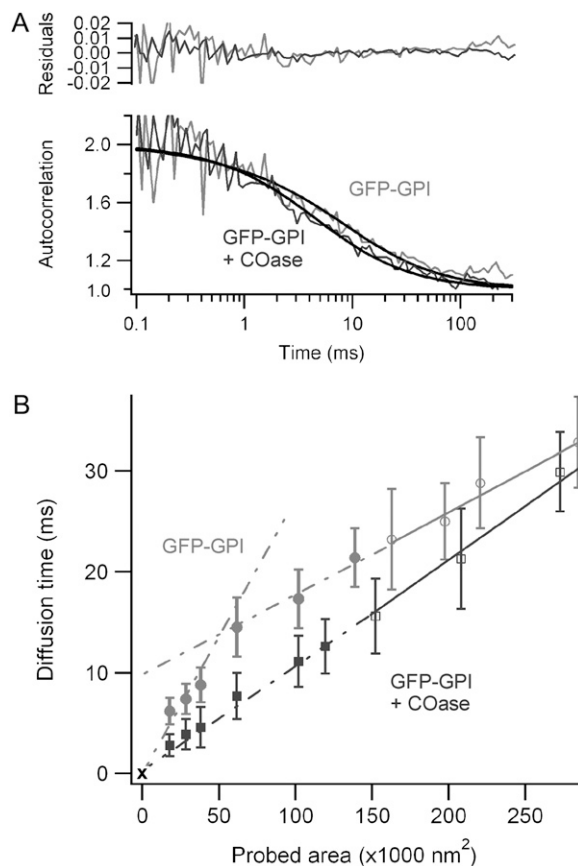 A
Residuals
0.02
0.01
0.00
-0.01
-0.02
Autocorrelation
2.0
1.6
1.2
1.0
GFP-GPI
GFP-GPI
+ COase
0.1
1
10
100
Time (ms)
B
Diffusion time (ms)
30
20
10
0
GFP-GPI
GFP-GPI
+ COase
x
0
50
100
150
200
250
Probed area (x1000 nm²)